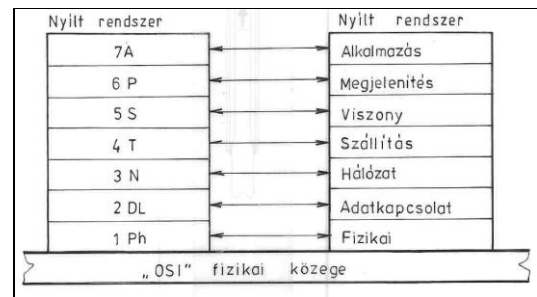 Nyílt rendszer Nyílt rendszer
7A Alkalmazás
6 P Megjelenítés
5 S Viszony
4 T Szállítás
3 N Hálózat
2 DL Adatkapcsolat
1 Ph Fizikai
„OSI” fizikai közege